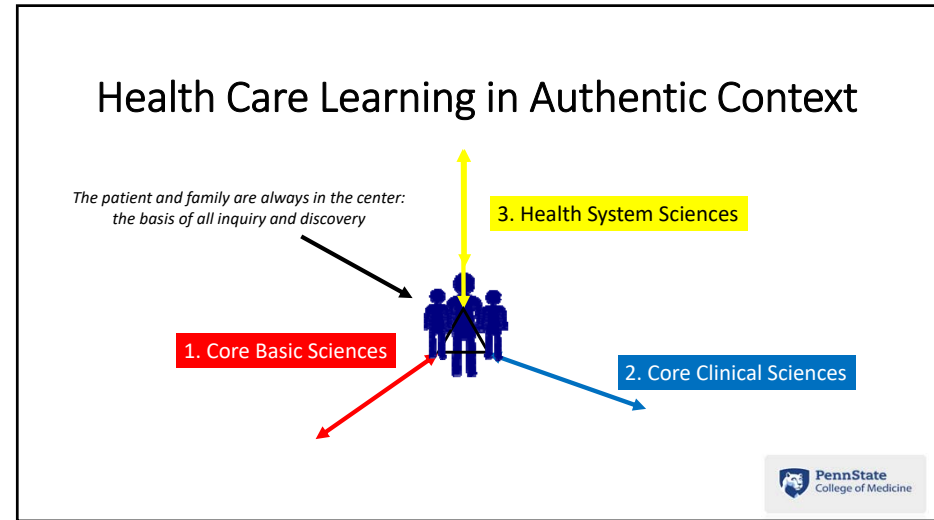 Health Care Learning in Authentic Context
The patient and family are always in the center:
the basis of all inquiry and discovery
3. Health System Sciences
1. Core Basic Sciences
2. Core Clinical Sciences
PennState
College of Medicine